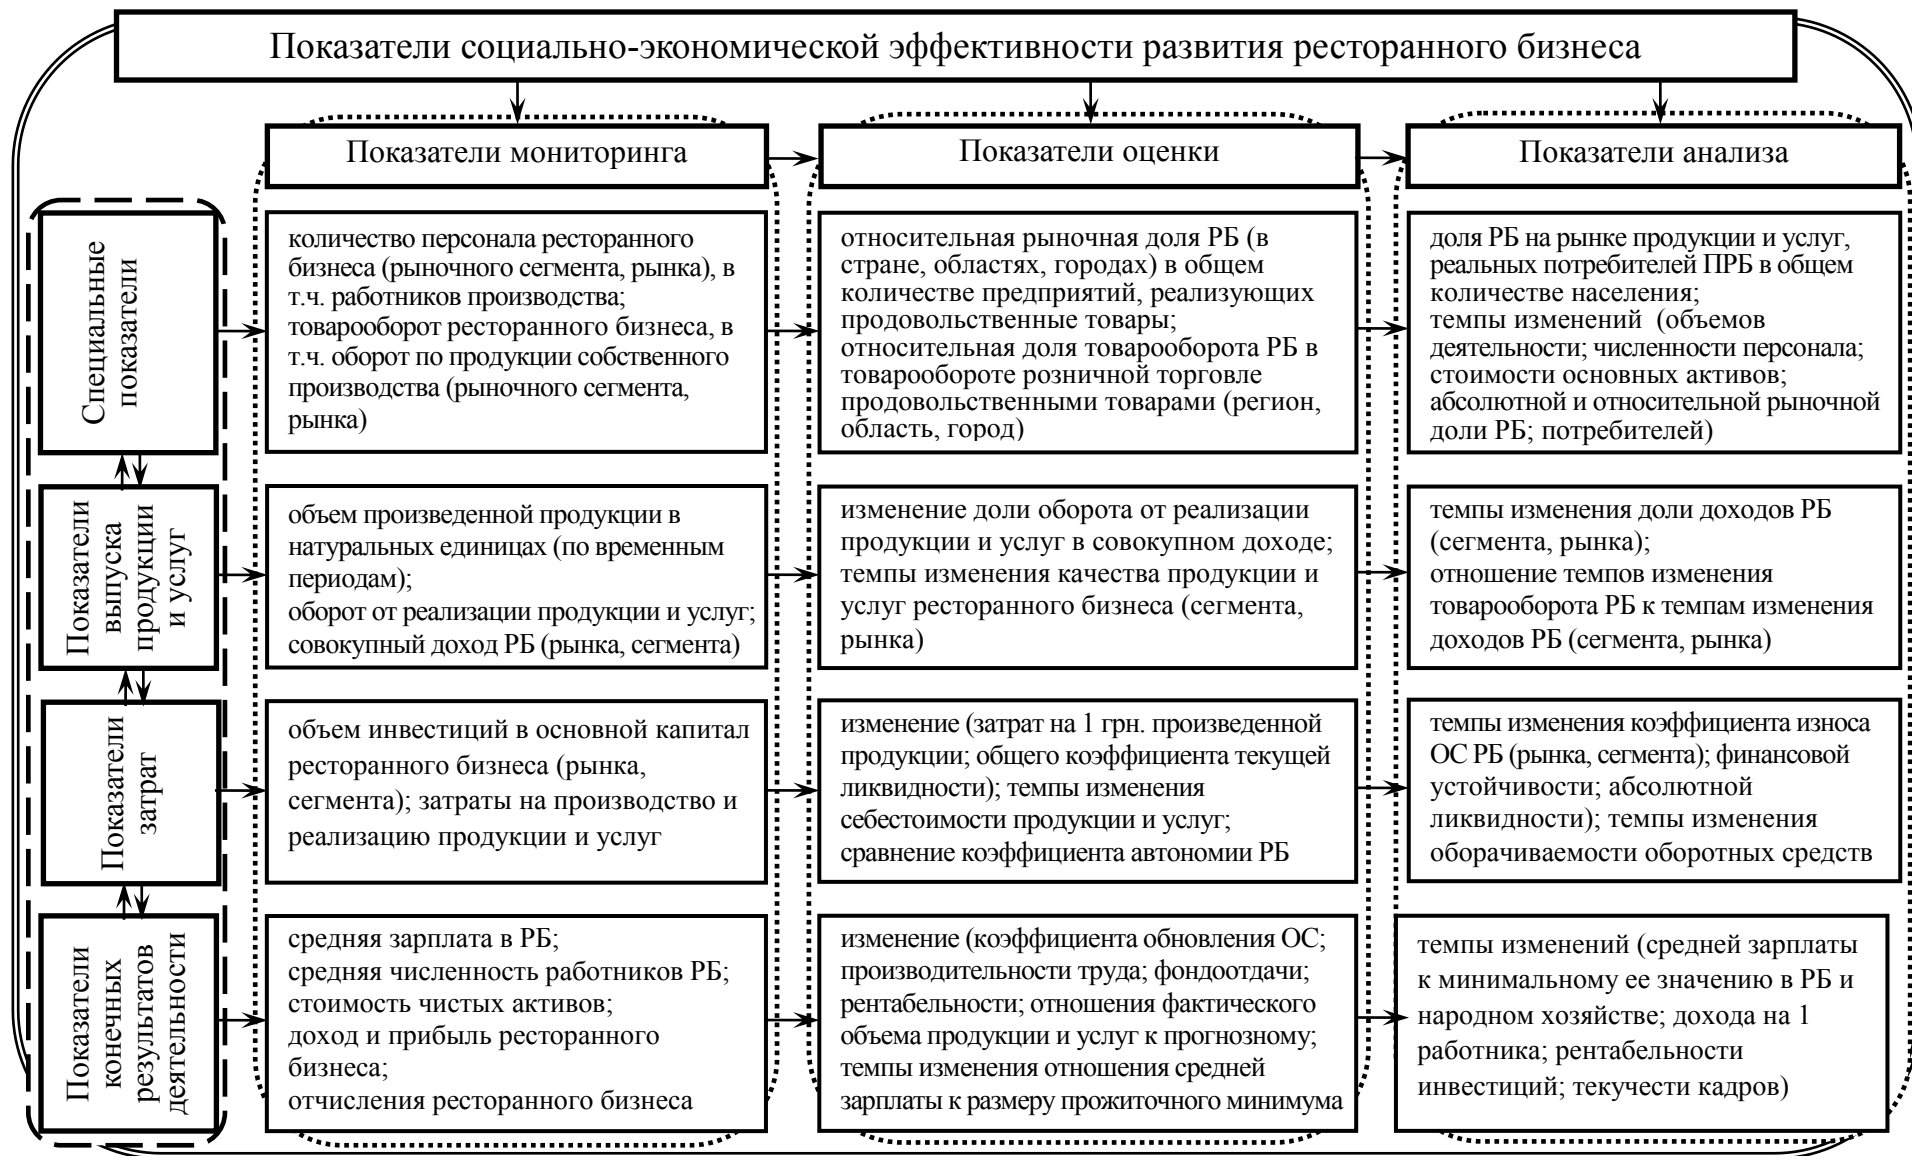 Показатели социально-экономической эффективности развития ресторанного бизнеса
Показатели мониторинга
Показатели оценки
Показатели анализа
Специальные
показатели
количество персонала ресторанного
бизнеса (рыночного сегмента, рынка), в
т.ч. работников производства;
товарооборот ресторанного бизнеса, в
т.ч. оборот по продукции собственного
производства (рыночного сегмента,
рынка)
относительная рыночная доля РБ (в
стране, областях, городах) в общем
количестве предприятий, реализующих
продовольственные товары;
относительная доля товарооборота РБ в
товарообороте розничной торговле
продовольственными товарами (регион,
область, город)
доля РБ на рынке продукции и услуг,
реальных потребителей ПРБ в общем
количестве населения;
темпы изменений (объемов
деятельности; численности персонала;
стоимости основных активов;
абсолютной и относительной рыночной
доли РБ; потребителей)
Показатели
выпуска
продукции
и услуг
объем произведенной продукции в
натуральных единицах (по временным
периодам);
оборот от реализации продукции и услуг;
совокупный доход РБ (рынка, сегмента)
изменение доли оборота от реализации
продукции и услуг в совокупном доходе;
темпы изменения качества продукции и
услуг ресторанного бизнеса (сегмента,
рынка)
темпы изменения доли доходов РБ
(сегмента, рынка);
отношение темпов изменения
товарооборота РБ к темпам изменения
доходов РБ (сегмента, рынка)
Показатели
затрат
объем инвестиций в основной капитал
ресторанного бизнеса (рынка,
сегмента); затраты на производство и
реализацию продукции и услуг
изменение (затрат на 1 грн. произведенной
продукции; общего коэффициента текущей
ликвидности); темпы изменения
себестоимости продукции и услуг;
сравнение коэффициента автономии РБ
темпы изменения коэффициента износа
ОС РБ (рынка, сегмента); финансовой
устойчивости; абсолютной
ликвидности); темпы изменения
оборачиваемости оборотных средств
Показатели
конечных
результатов
деятельности
средняя зарплата в РБ;
средняя численность работников РБ;
стоимость чистых активов;
доход и прибыль ресторанного
бизнеса;
отчисления ресторанного бизнеса
изменение (коэффициента обновления ОС;
производительности труда; фондоотдачи;
рентабельности; отношения фактического
объема продукции и услуг к прогнозному;
темпы изменения отношения средней
зарплаты к размеру прожиточного минимума
темпы изменений (средней зарплаты
к минимальному ее значению в РБ и
народном хозяйстве; дохода на 1
работника; рентабельности
инвестиций; текучести кадров)